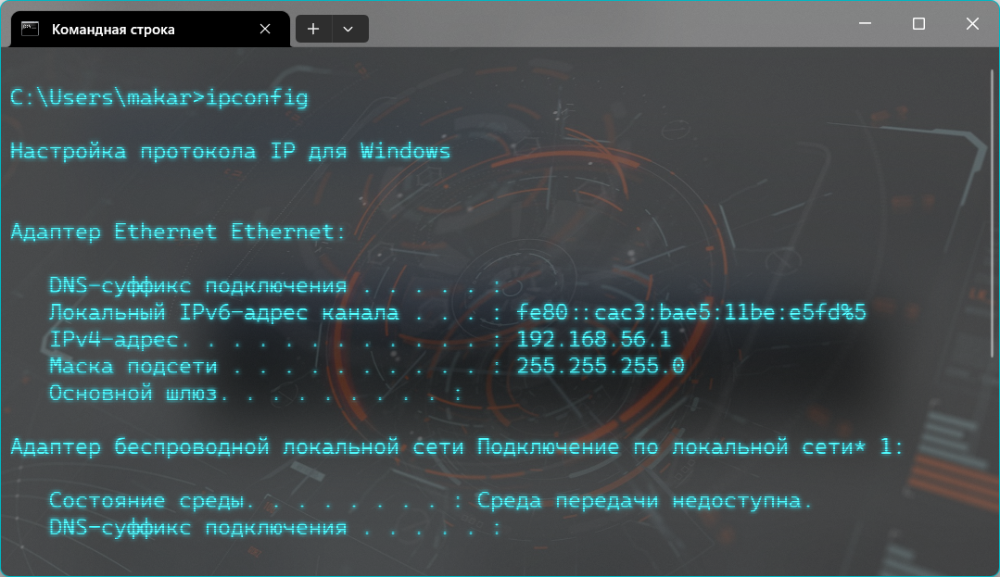 Командная строка
C:\Users\makar>ipconfig
Настройка протокола IP для Windows
Адаптер Ethernet Ethernet:
DNS-суффикс подключения . . . . . :
Локальный IPv6-адрес канала . . . : fe80::cac3:bae5:11be:e5fd%5
IPv4-адрес. . . . . . . . . . . . : 192.168.56.1
Маска подсети . . . . . . . . . . : 255.255.255.0
Основной шлюз. . . . . . . . . :
Адаптер беспроводной локальной сети Подключение по локальной сети* 1:
Состояние среды. . . . . . . . : Среда передачи недоступна.
DNS-суффикс подключения . . . . . :